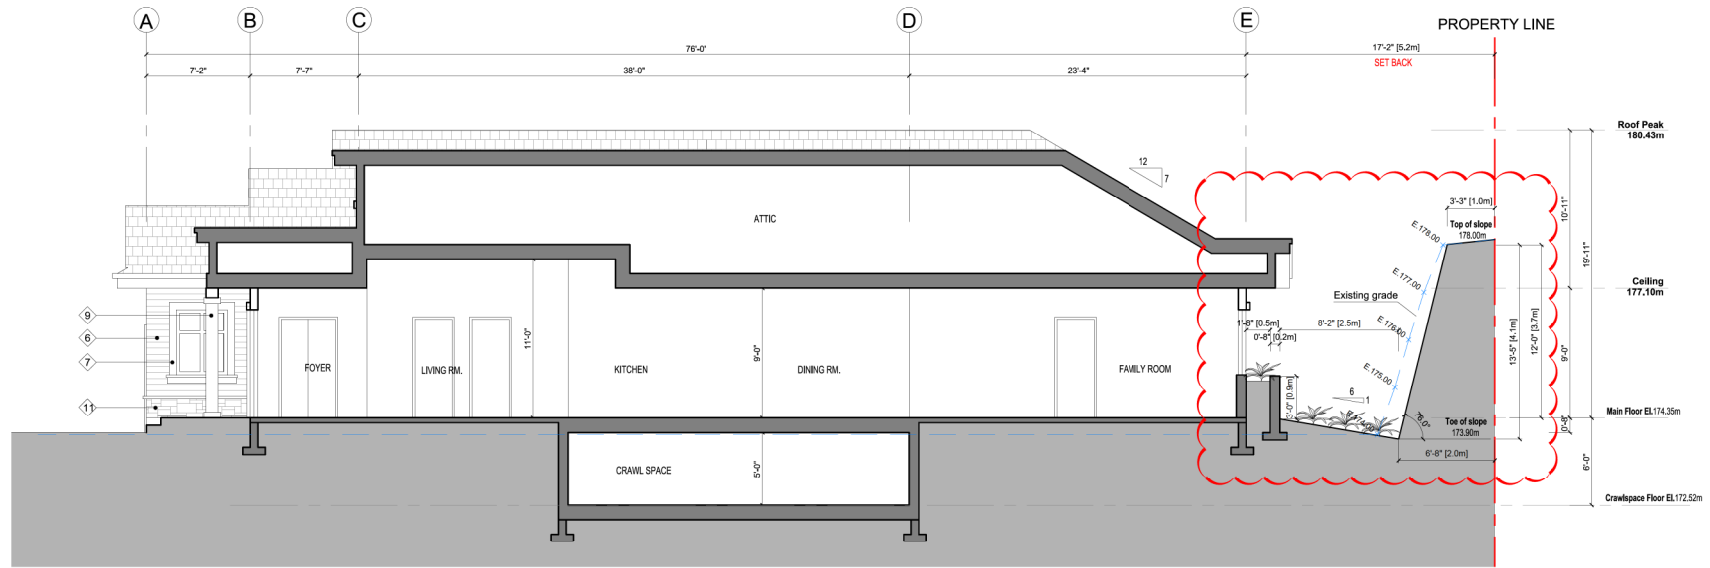 A B C D E PROPERTY LINE
76'-0' 17'-2" [5.2m]
SET BACK
7'-2" 7'-7" 38'-0" 23'-4"
Roof Peak
180.43m
12
7
3'-3" [1.0m]
10'-11"
ATTIC
Top of slope
178.00m
E.178.00
19'-11"
E.177.00
Ceiling
177.10m
Existing grade
9
1'-8" [0.5m] 8'-2" [2.5m]
E.176.00
6
0'-8" [0.2m]
11'-0" 9'-0" 13'-5" [4.1m] 12'-0" [3.7m] 9'-0"
7
FOYER LIVING RM. KITCHEN DINING RM. FAMILY ROOM
E.175.00
3'-0" [0.9m]
6
1
11
Main Floor El.174.35m
E.174.00
76.0°
Toe of slope
173.90m
0'-8"
6'-8" [2.0m]
CRAWL SPACE 5'-0" 6'-0"
Crawlspace Floor El.172.52m